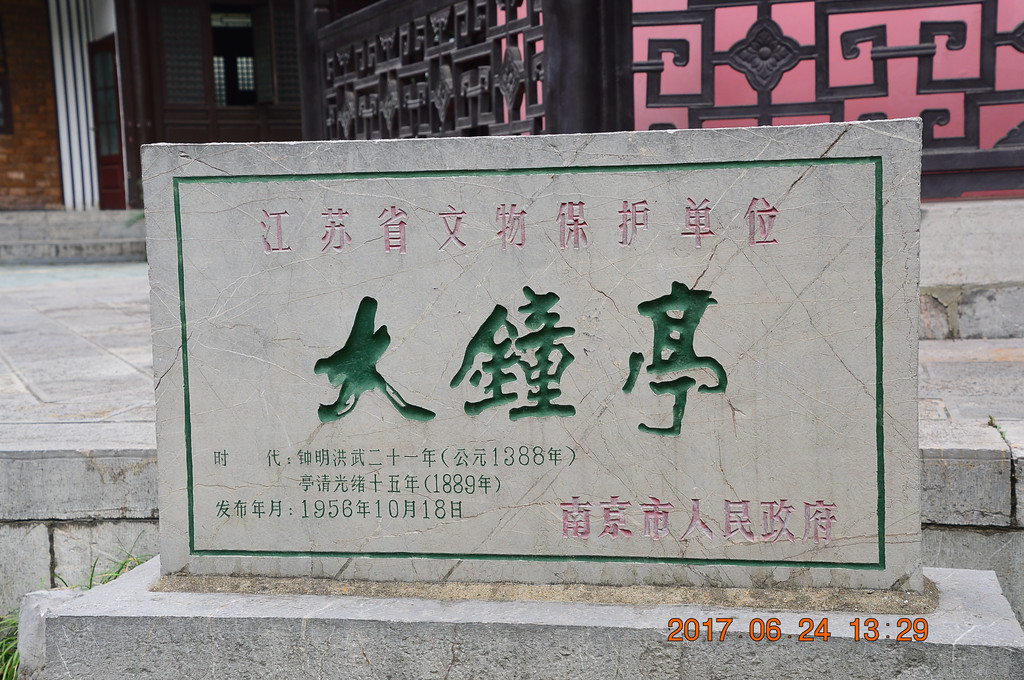 江苏省文物保护单位
大鐘亭
时 代:钟明洪武二十一年(公元1388年)
亭清光绪十五年(1889年)
发布年月:1956年10月18日
南京市人民政府
2017.06.24 13:29